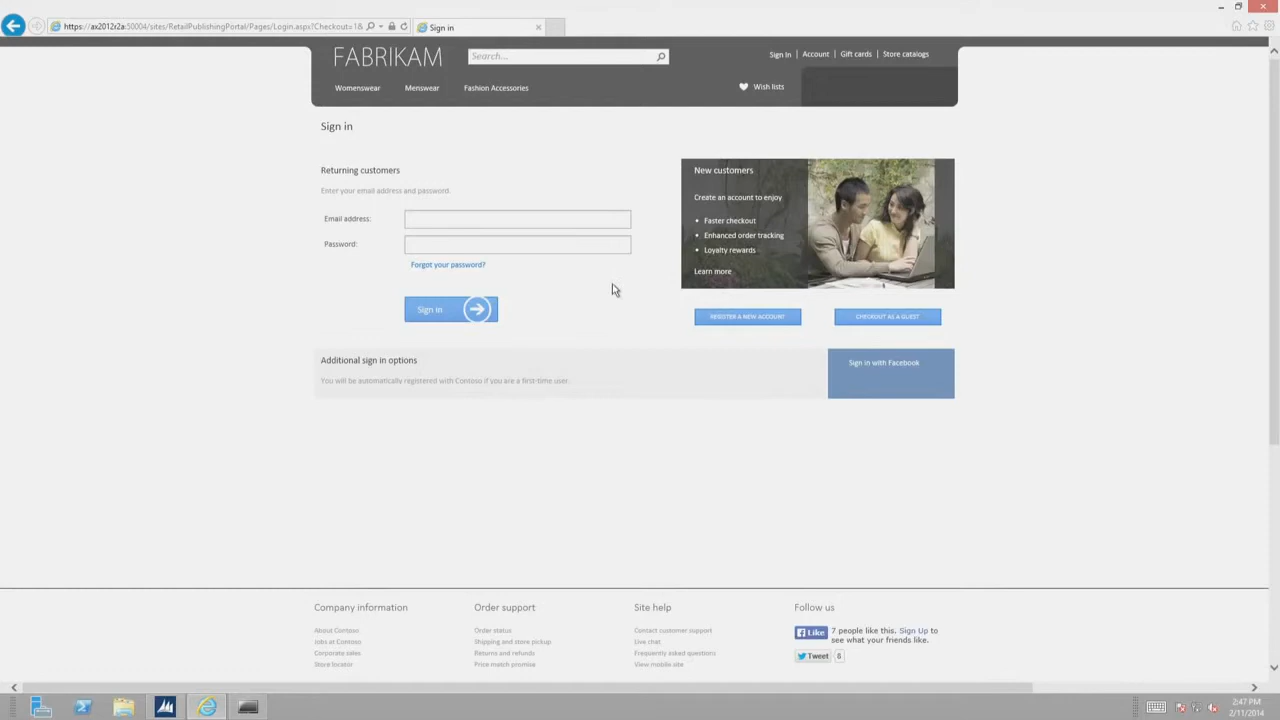 https://ax2012r2a:50004/sites/RetailPublishingPortal/Pages/Login.aspx?Checkout=1&
Sign in
FABRIKAM
Search...
Sign In
Account
Gift cards
Store catalogs
Womenswear
Menswear
Fashion Accessories
Wish lists
Sign in
Returning customers
Enter your email address and password.
Email address:
Password:
Forgot your password?
Sign in
New customers
Create an account to enjoy
• Faster checkout
• Enhanced order tracking
• Loyalty rewards
Learn more
REGISTER A NEW ACCOUNT
CHECKOUT AS A GUEST
Additional sign in options
You will be automatically registered with Contoso if you are a first-time user.
Sign in with Facebook
Company information
About Contoso
Jobs at Contoso
Corporate sales
Store locator
Order support
Order status
Shipping and store pickup
Returns and refunds
Price match promise
Site help
Contact customer support
Live chat
Frequently asked questions
View mobile site
Follow us
Like
7 people like this. Sign Up to
see what your friends like.
Tweet
6
2:47 PM
2/11/2014